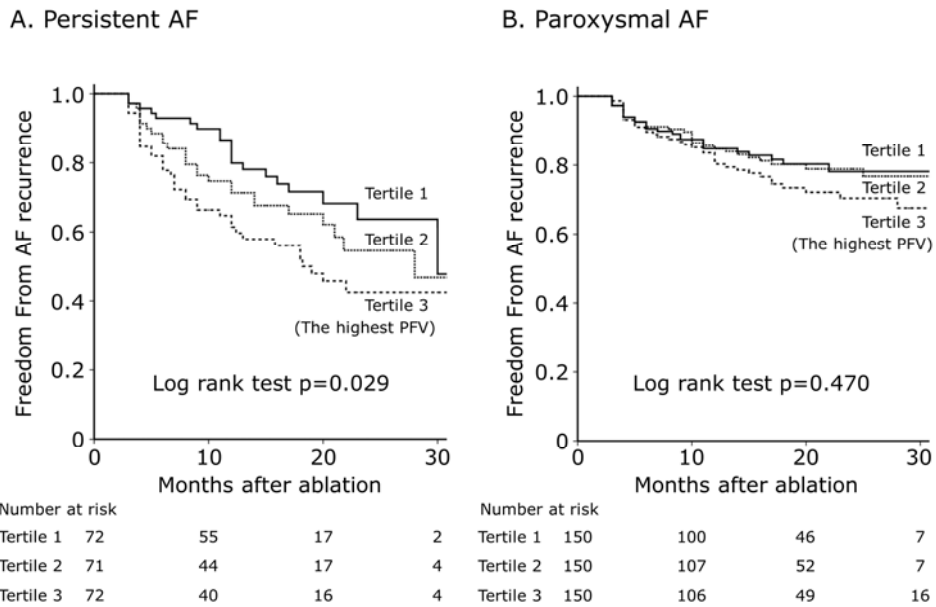 A. Persistent AF
Freedom From AF recurrence
1.0
0.8
0.6
0.4
0.2
0
Tertile 1
Tertile 2
Tertile 3
(The highest PFV)
Log rank test p=0.029
0 10 20 30
Months after ablation
Number at risk
Tertile 1 72 55 17 2
Tertile 2 71 44 17 4
Tertile 3 72 40 16 4
B. Paroxysmal AF
Freedom From AF recurrence
1.0
0.8
0.6
0.4
0.2
0
Tertile 1
Tertile 2
Tertile 3
(The highest PFV)
Log rank test p=0.470
0 10 20 30
Months after ablation
Number at risk
Tertile 1 150 100 46 7
Tertile 2 150 107 52 7
Tertile 3 150 106 49 16